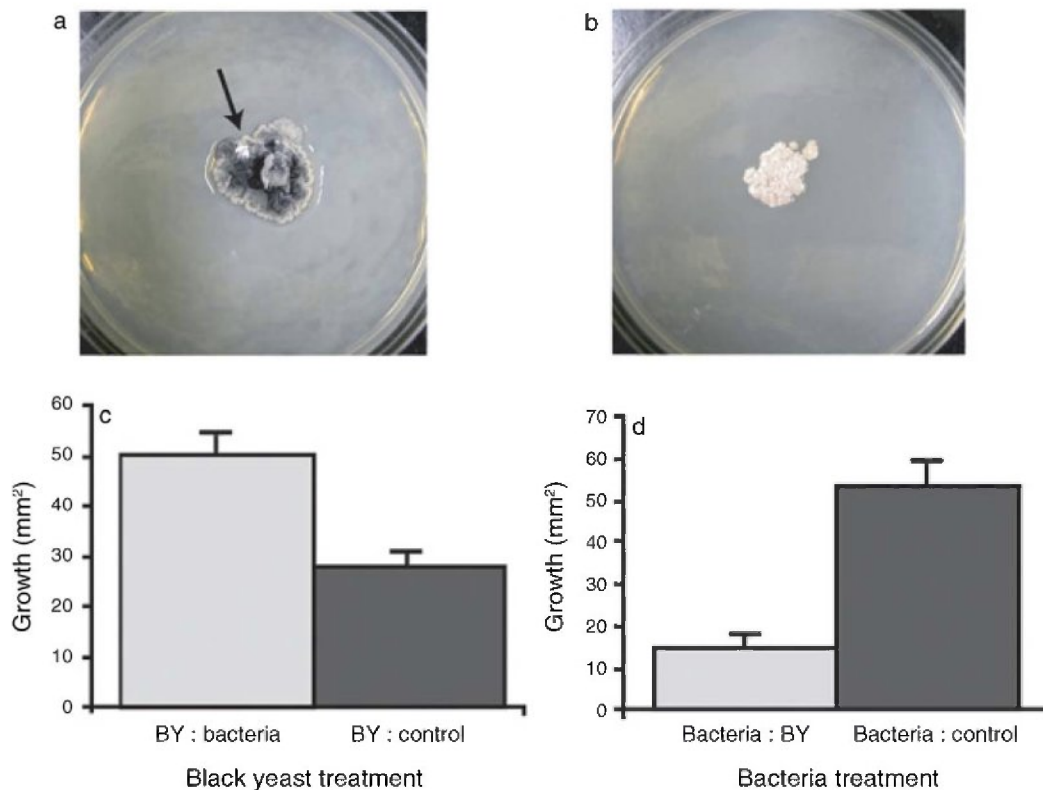 a
b
c
Growth (mm²)
60
50
40
30
20
10
0
BY : bacteria BY : control
Black yeast treatment
d
Growth (mm²)
70
60
50
40
30
20
10
0
Bacteria : BY Bacteria : control
Bacteria treatment